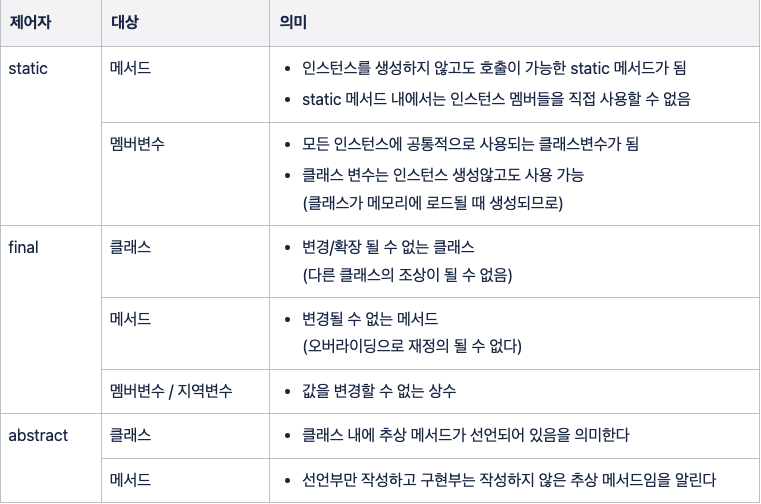 제어자 대상 의미
static 메서드 • 인스턴스를 생성하지 않고도 호출이 가능한 static 메서드가 됨
• static 메서드 내에서는 인스턴스 멤버들을 직접 사용할 수 없음
멤버변수 • 모든 인스턴스에 공통적으로 사용되는 클래스변수가 됨
• 클래스 변수는 인스턴스 생성않고도 사용 가능
(클래스가 메모리에 로드될 때 생성되므로)
final 클래스 • 변경/확장 될 수 없는 클래스
(다른 클래스의 조상이 될 수 없음)
메서드 • 변경될 수 없는 메서드
(오버라이딩으로 재정의 될 수 없다)
멤버변수 / 지역변수 • 값을 변경할 수 없는 상수
abstract 클래스 • 클래스 내에 추상 메서드가 선언되어 있음을 의미한다
메서드 • 선언부만 작성하고 구현부는 작성하지 않은 추상 메서드임을 알린다